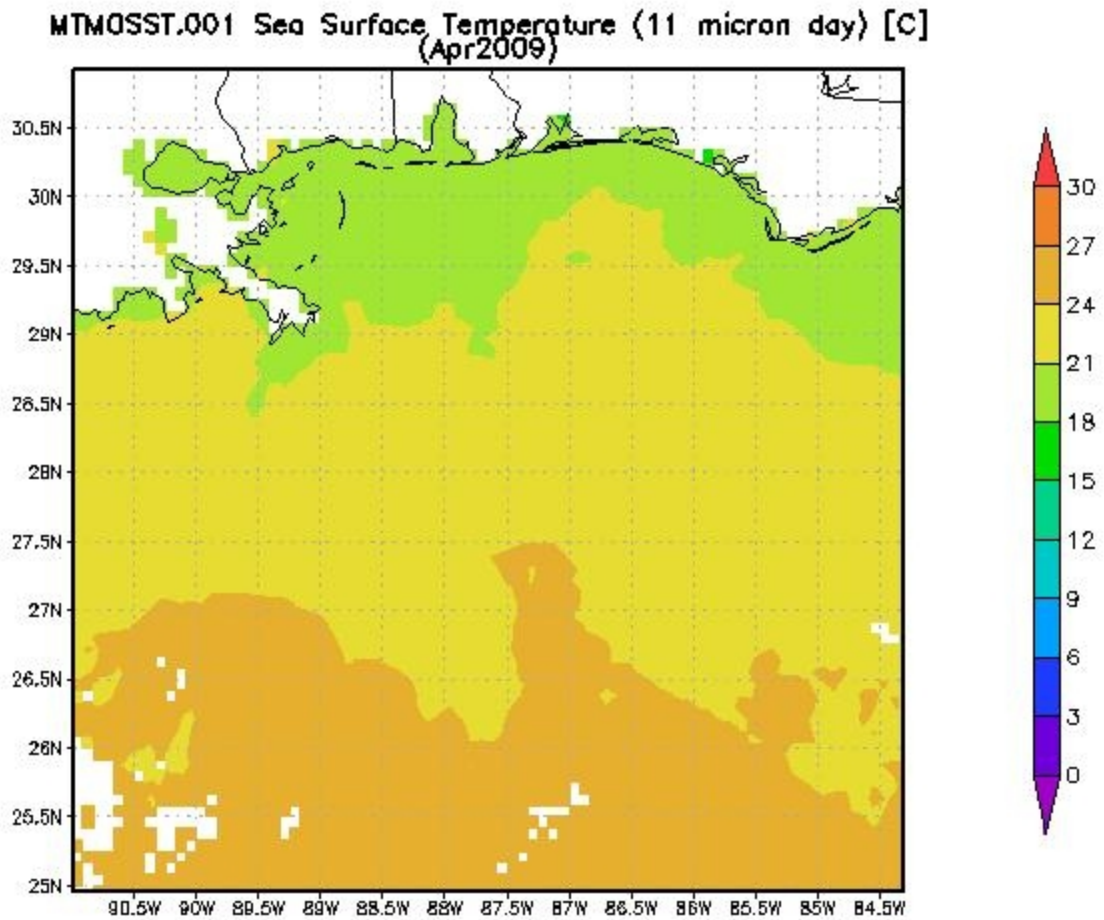 MTMOSST.001 Sea Surface Temperature (11 micron day) [C]
(Apr2009)
30.5N
30N
29.5N
29N
28.5N
28N
27.5N
27N
26.5N
26N
25.5N
25N
90.5W 90W 89.5W 89W 88.5W 88W 87.5W 87W 86.5W 86W 85.5W 85W 84.5W
30
27
24
21
18
15
12
9
6
3
0